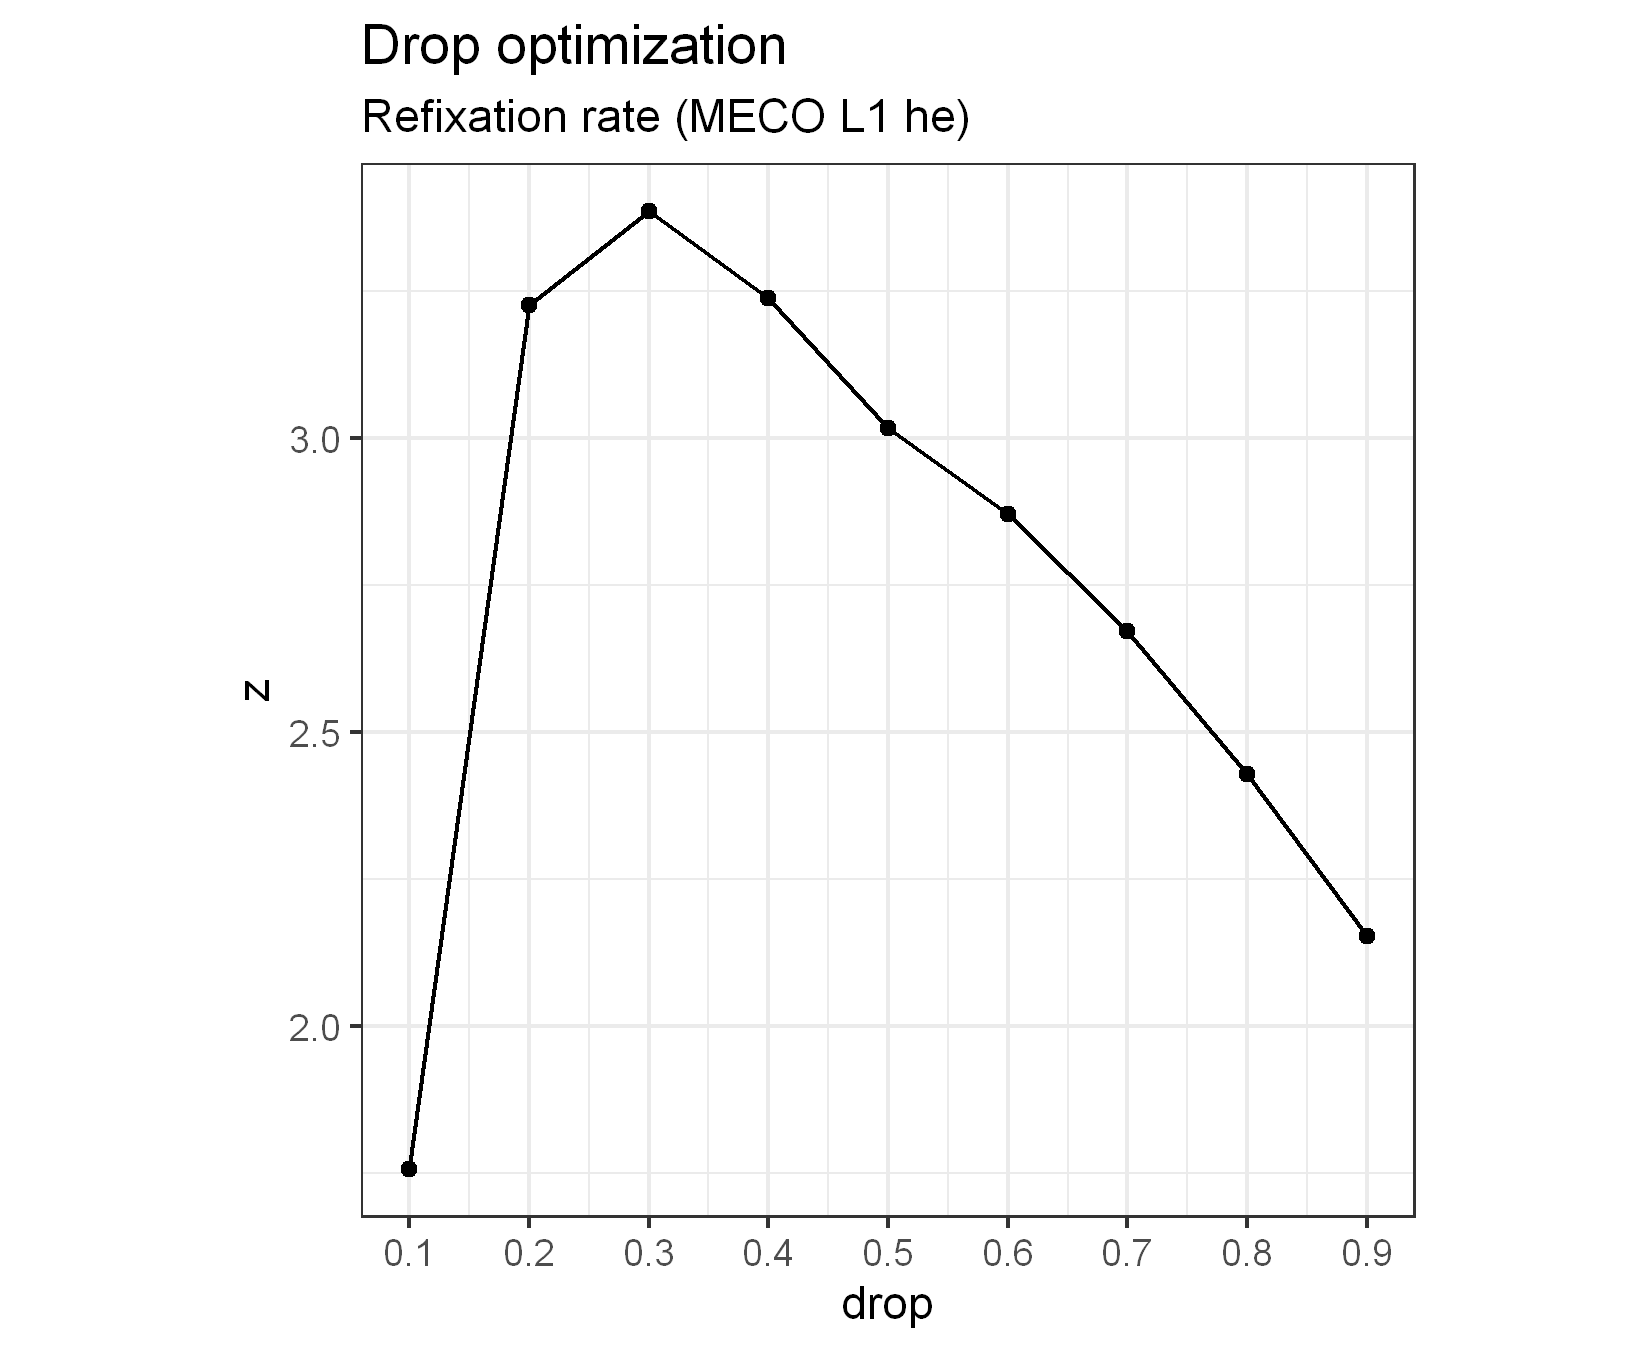 Drop optimization
Refixation rate (MECO L1 he)
3.0
2.5
2.0
z
0.1 0.2 0.3 0.4 0.5 0.6 0.7 0.8 0.9
drop